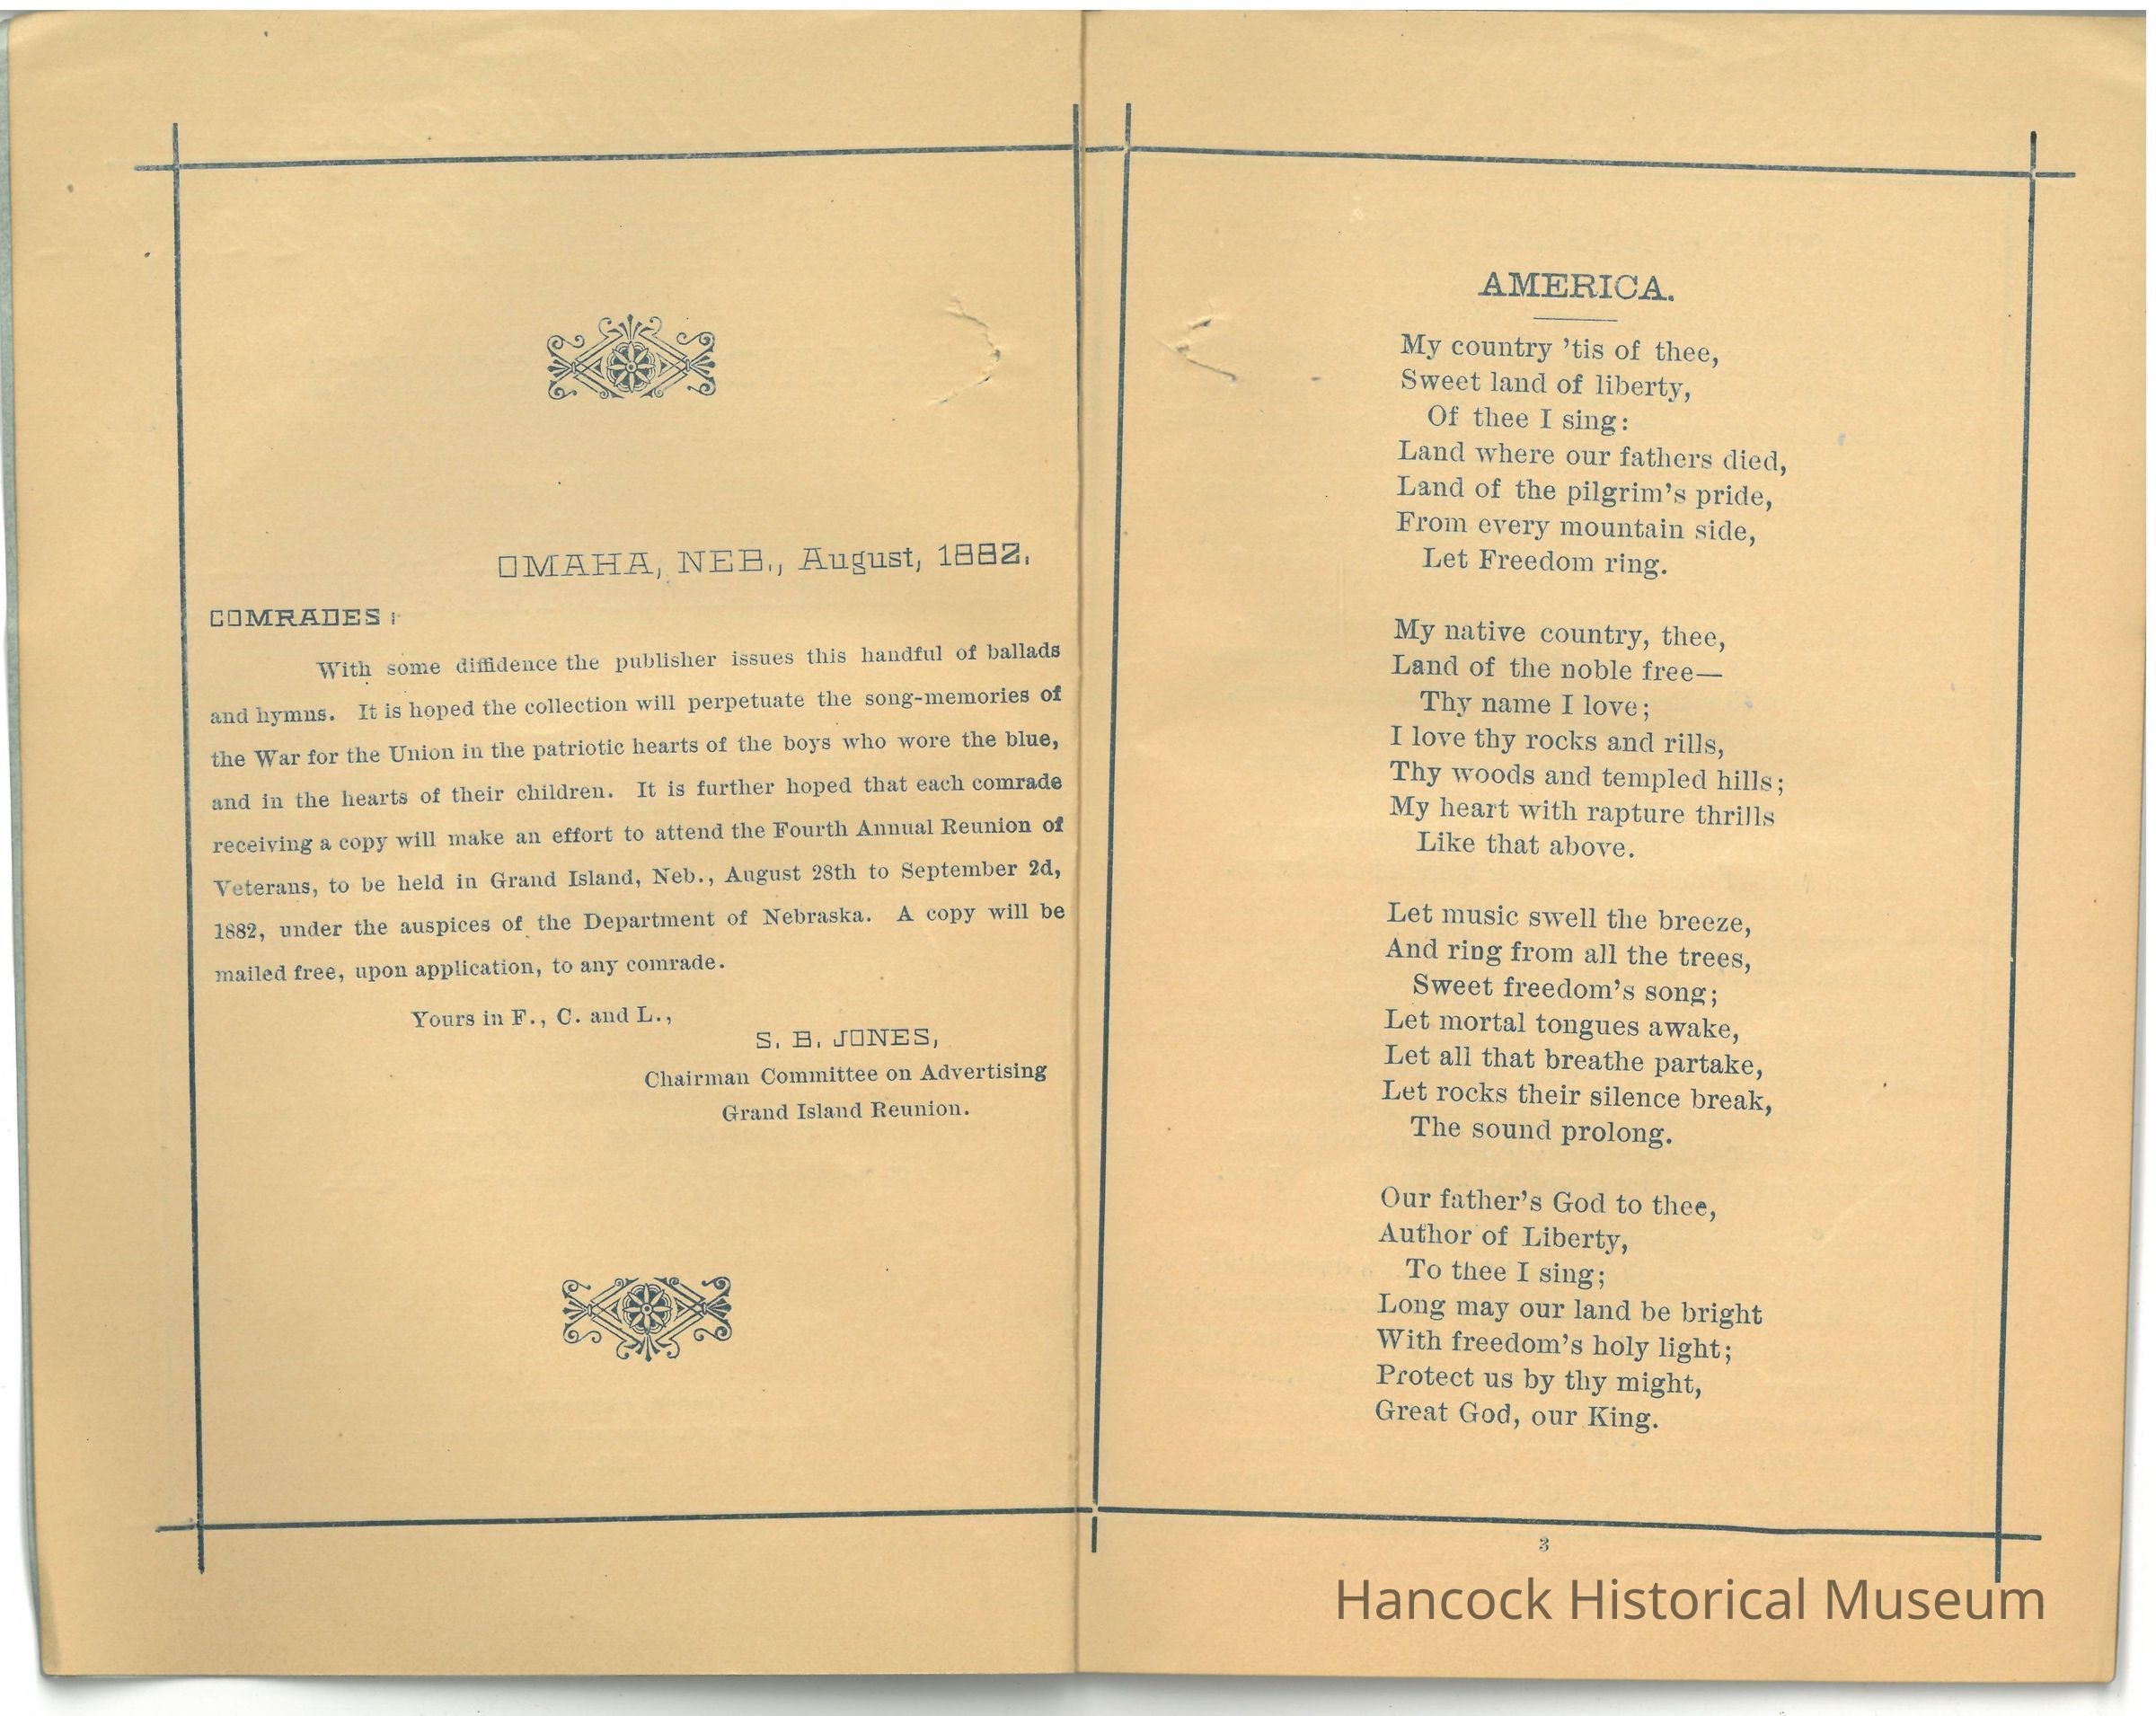 OMAHA, NEB., August, 1882.
COMRADES:
With some diffidence the publisher issues this handful of ballads
and hymns. It is hoped the collection will perpetuate the song-memories of
the War for the Union in the patriotic hearts of the boys who wore the blue,
and in the hearts of their children. It is further hoped that each comrade
receiving a copy will make an effort to attend the Fourth Annual Reunion of
Veterans, to be held in Grand Island, Neb., August 28th to September 2d,
1882, under the auspices of the Department of Nebraska. A copy will be
mailed free, upon application, to any comrade.
Yours in F., C. and L.,
S. B. JONES,
Chairman Committee on Advertising
Grand Island Reunion.
AMERICA.
My country 'tis of thee,
Sweet land of liberty,
Of thee I sing:
Land where our fathers died,
Land of the pilgrim's pride,
From every mountain side,
Let Freedom ring.
My native country, thee,
Land of the noble free—
Thy name I love;
I love thy rocks and rills,
Thy woods and templed hills;
My heart with rapture thrills
Like that above.
Let music swell the breeze,
And ring from all the trees,
Sweet freedom's song;
Let mortal tongues awake,
Let all that breathe partake,
Let rocks their silence break,
The sound prolong.
Our father's God to thee,
Author of Liberty,
To thee I sing;
Long may our land be bright
With freedom's holy light;
Protect us by thy might,
Great God, our King.
3
Hancock Historical Museum